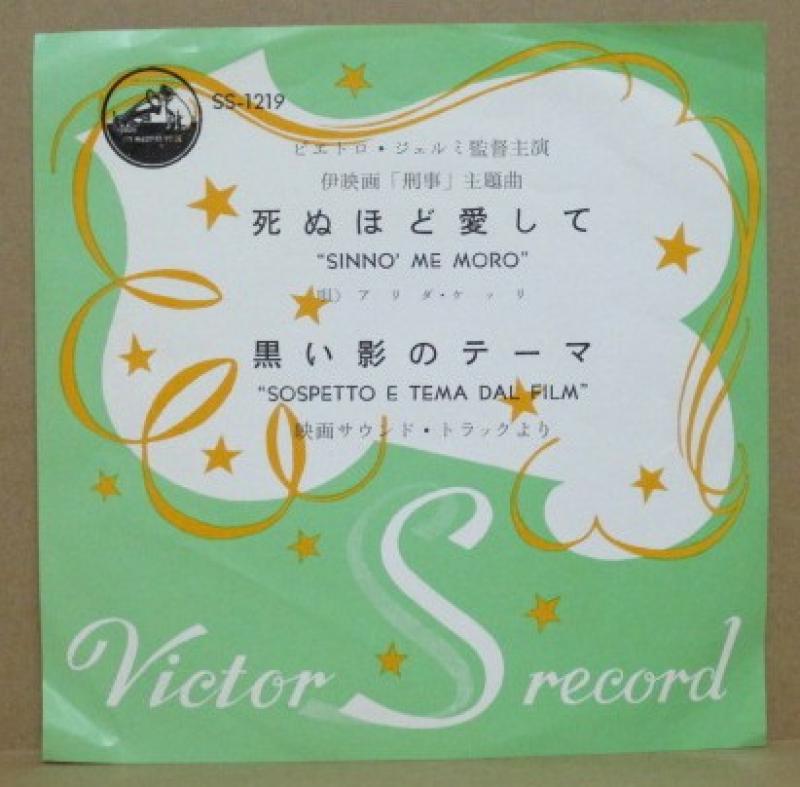 SS-1219
ピエトロ・ジェルミ監督主演
伊映画「刑事」主題曲
死ぬほど愛して
"SINNO' ME MORO"
唄) アリダ・ケッリ
黒い影のテーマ
"SOSPETTO E TEMA DAL FILM"
映画サウンド・トラックより
Victor S record